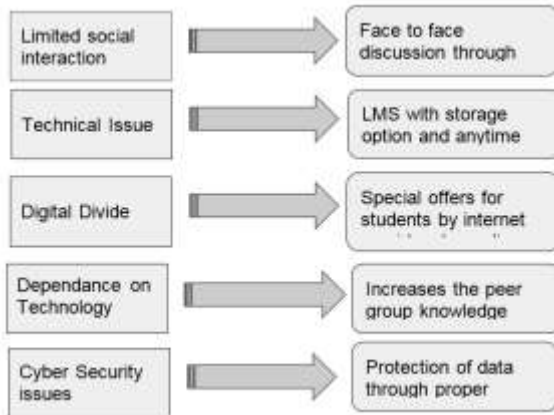 Limited social
interaction
Face to face
discussion through
Technical Issue
LMS with storage
option and anytime
Digital Divide
Special offers for
students by internet
Dependance on
Technology
Increases the peer
group knowledge
Cyber Security
issues
Protection of data
through proper